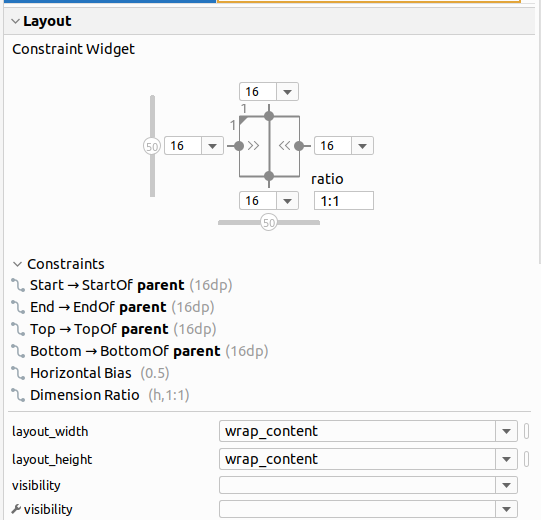 Layout
Constraint Widget
16
1
1
50
16
>>
<<
16
ratio
16
1:1
50
Constraints
Start → StartOf parent (16dp)
End → EndOf parent (16dp)
Top → TopOf parent (16dp)
Bottom → BottomOf parent (16dp)
Horizontal Bias (0.5)
Dimension Ratio (h,1:1)
layout_width wrap_content
layout_height wrap_content
visibility
visibility